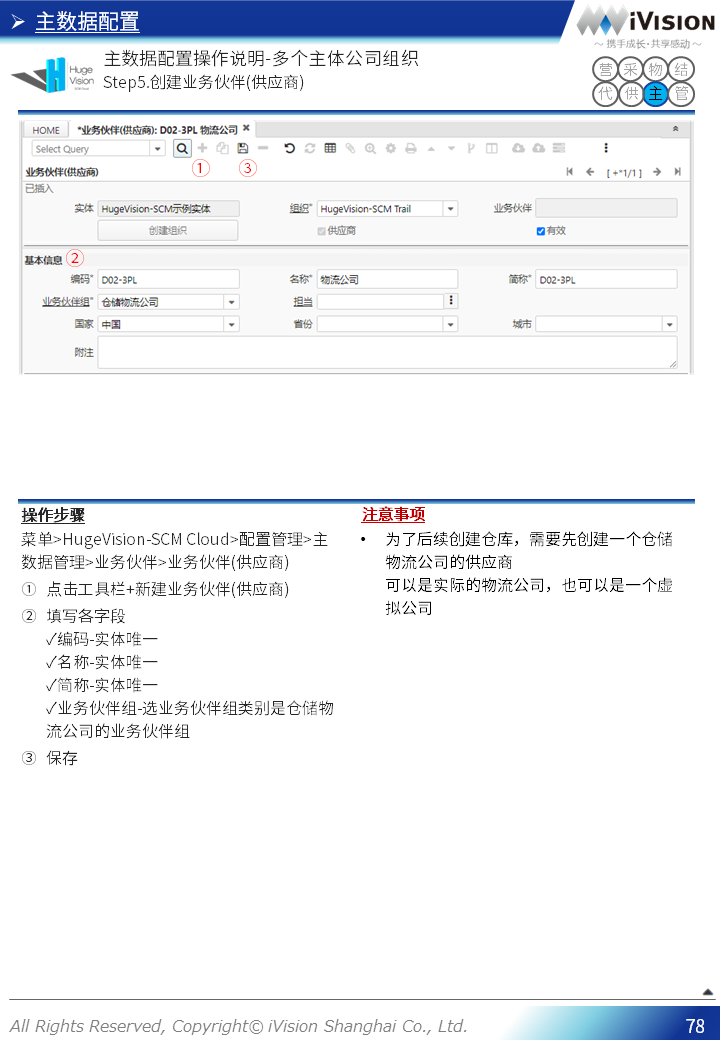 主数据配置
iVision
～ 携手成长·共享感动 ～
Huge
Vision
主数据配置操作说明-多个主体公司组织
Step5.创建业务伙伴(供应商)
营 采 物 结
代 供 主 管
HOME *业务伙伴(供应商): D02-3PL 物流公司
Select Query
① ③
业务伙伴(供应商) [ +*1/1 ]
已插入
实体 HugeVision-SCM示例实体 组织* HugeVision-SCM Trail 业务伙伴
创建组织 供应商 有效
基本信息 ②
编码* D02-3PL 名称* 物流公司 简称* D02-3PL
业务伙伴组* 仓储物流公司 担当
国家 中国 省份 城市
附注
操作步骤
菜单>HugeVision-SCM Cloud>配置管理>主
数据管理>业务伙伴>业务伙伴(供应商)
① 点击工具栏+新建业务伙伴(供应商)
② 填写各字段
✓编码-实体唯一
✓名称-实体唯一
✓简称-实体唯一
✓业务伙伴组-选业务伙伴组类别是仓储物
流公司的业务伙伴组
③ 保存
注意事项
• 为了后续创建仓库，需要先创建一个仓储
物流公司的供应商
可以是实际的物流公司，也可以是一个虚
拟公司
All Rights Reserved, Copyright© iVision Shanghai Co., Ltd.
78